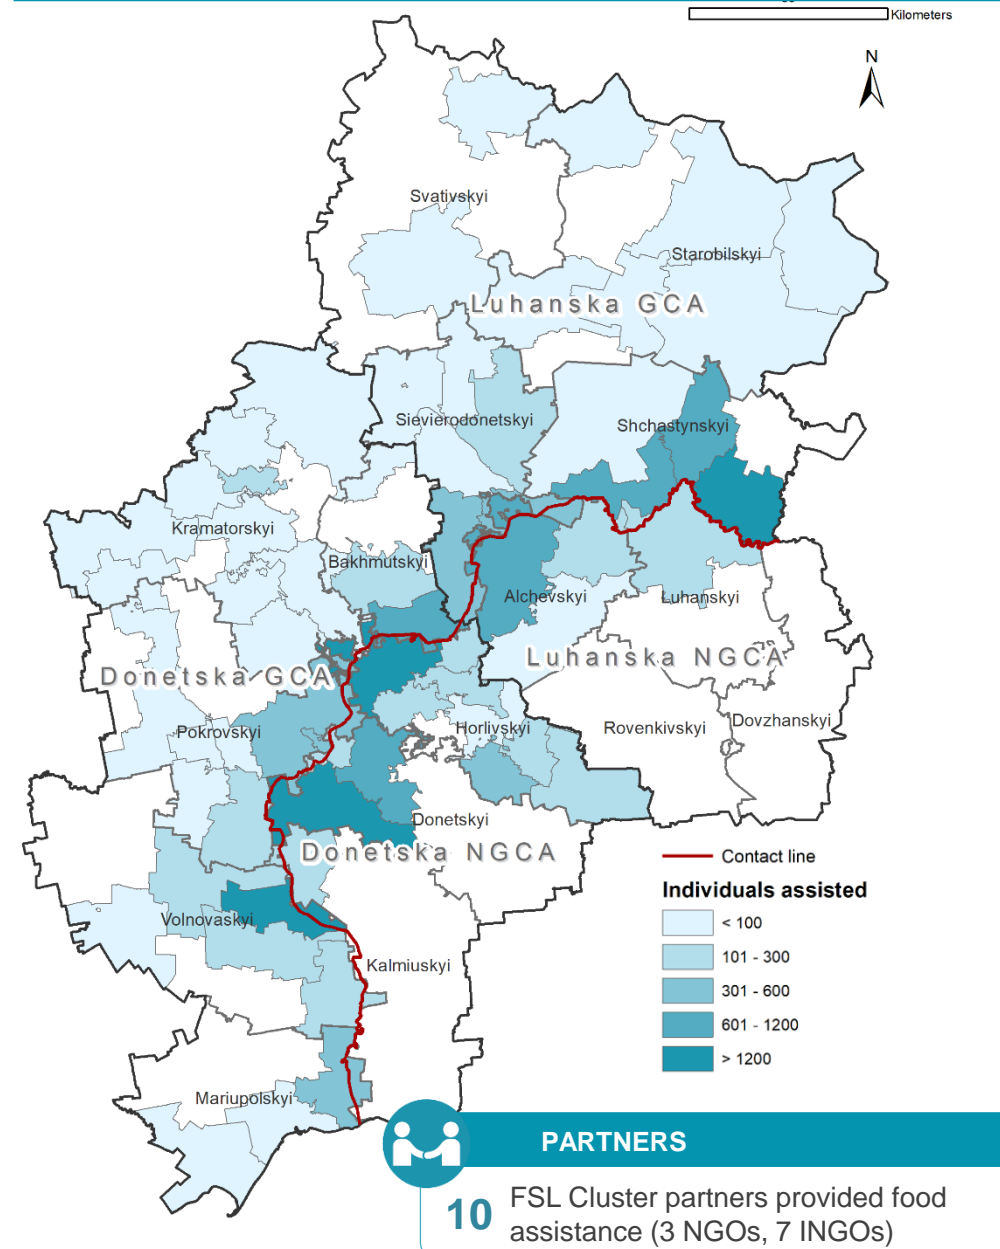 Kilometers
N
Svativskyi
Starobilskyi
Luhanska GCA
Sievierodonetskyi
Shchastynskyi
Kramatorskyi
Bakhmutskyi
Alchevskyi
Luhanskyi
Luhanska NGCA
Donetska GCA
Pokrovskyi
Horlivskyi
Rovenkivskyi
Dovzhanskyi
Donetskyi
Donetska NGCA
Contact line
Individuals assisted
< 100
101 - 300
301 - 600
601 - 1200
> 1200
Volnovaskyi
Kalmiuskyi
Mariupolskyi
PARTNERS
10 FSL Cluster partners provided food
assistance (3 NGOs, 7 INGOs)